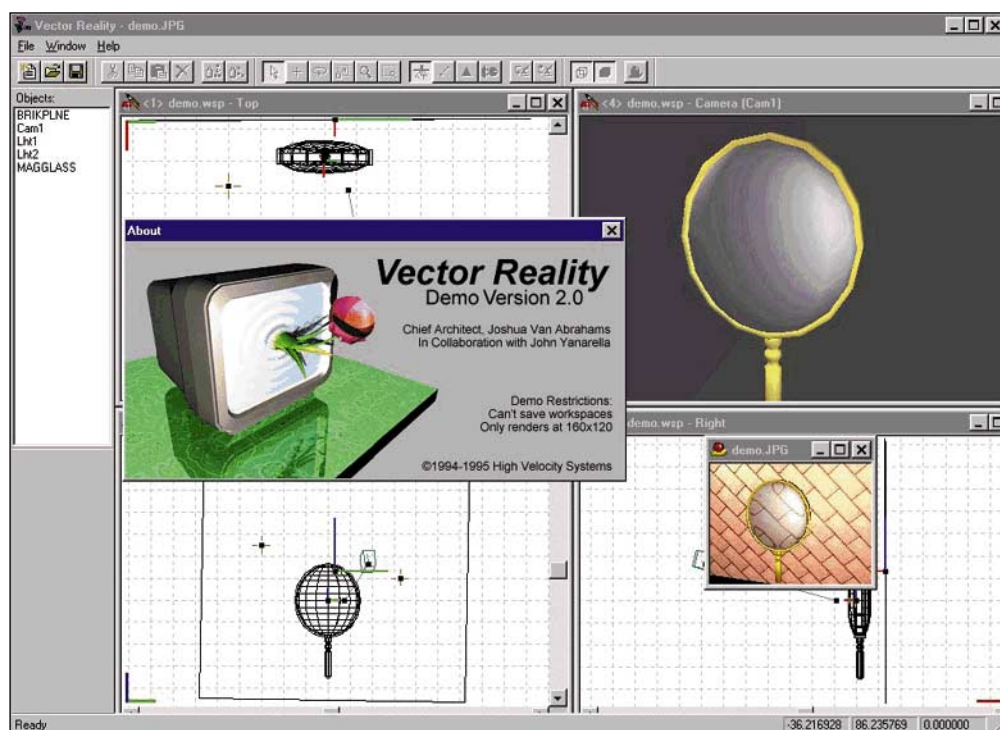 Vector Reality - demo.JPG
File Window Help
Objects:
BRIKPLNE
Cam1
Lht1
Lht2
MAGGLASS
<1> demo.wsp - Top
<4> demo.wsp - Camera (Cam1)
About
Vector Reality
Demo Version 2.0
Chief Architect, Joshua Van Abrahams
In Collaboration with John Yanarella
Demo Restrictions:
Can't save workspaces
Only renders at 160x120
©1994-1995 High Velocity Systems
demo.wsp - Right
demo.JPG
Ready
-36.216928 86.235769 0.000000